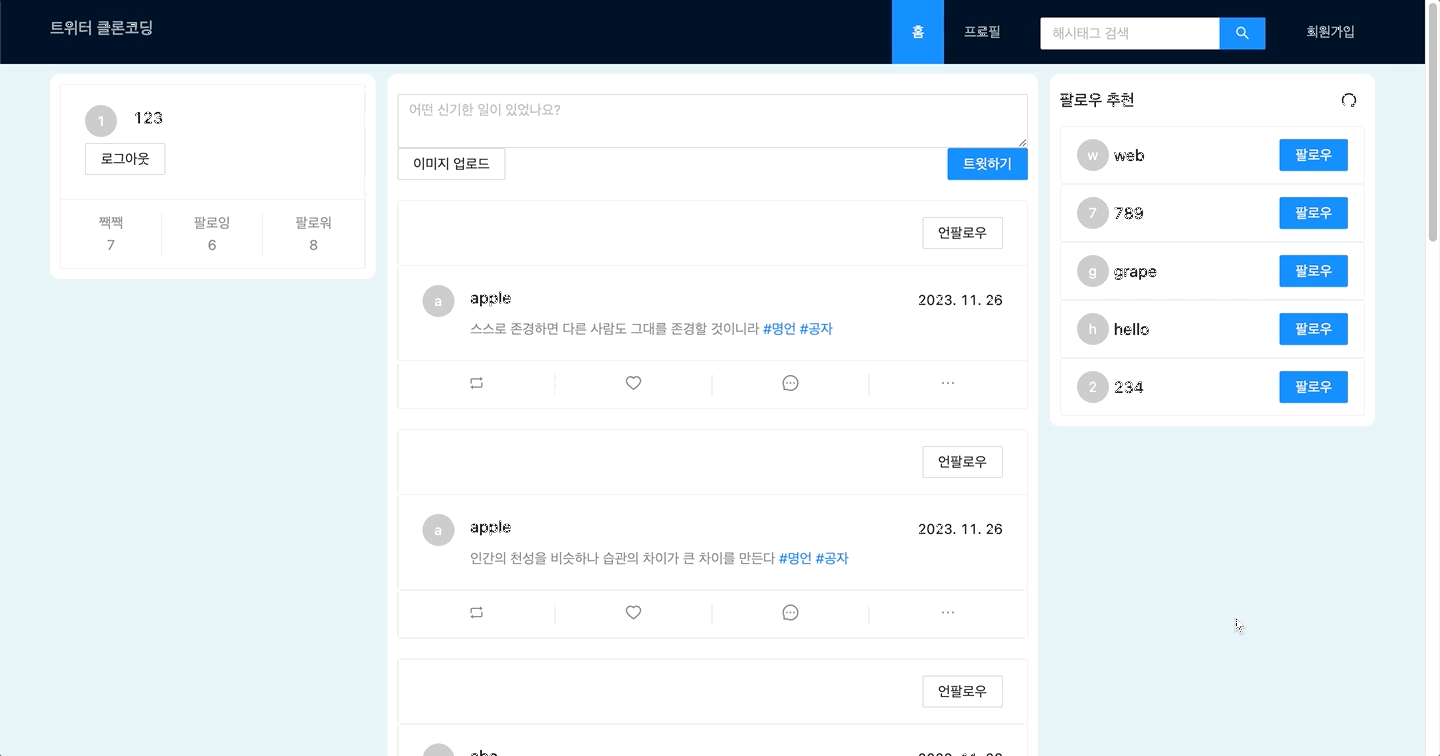 트위터 클론코딩
홈
프로필
해시태그 검색
회원가입
1
123
로그아웃
짹짹
7
팔로잉
6
팔로워
8
어떤 신기한 일이 있었나요?
이미지 업로드
트윗하기
언팔로우
a
apple
2023. 11. 26
스스로 존경하면 다른 사람도 그대를 존경할 것이니라 #명언 #공자
언팔로우
a
apple
2023. 11. 26
인간의 천성을 비슷하나 습관의 차이가 큰 차이를 만든다 #명언 #공자
언팔로우
팔로우 추천
w
web
팔로우
7
789
팔로우
g
grape
팔로우
h
hello
팔로우
2
234
팔로우